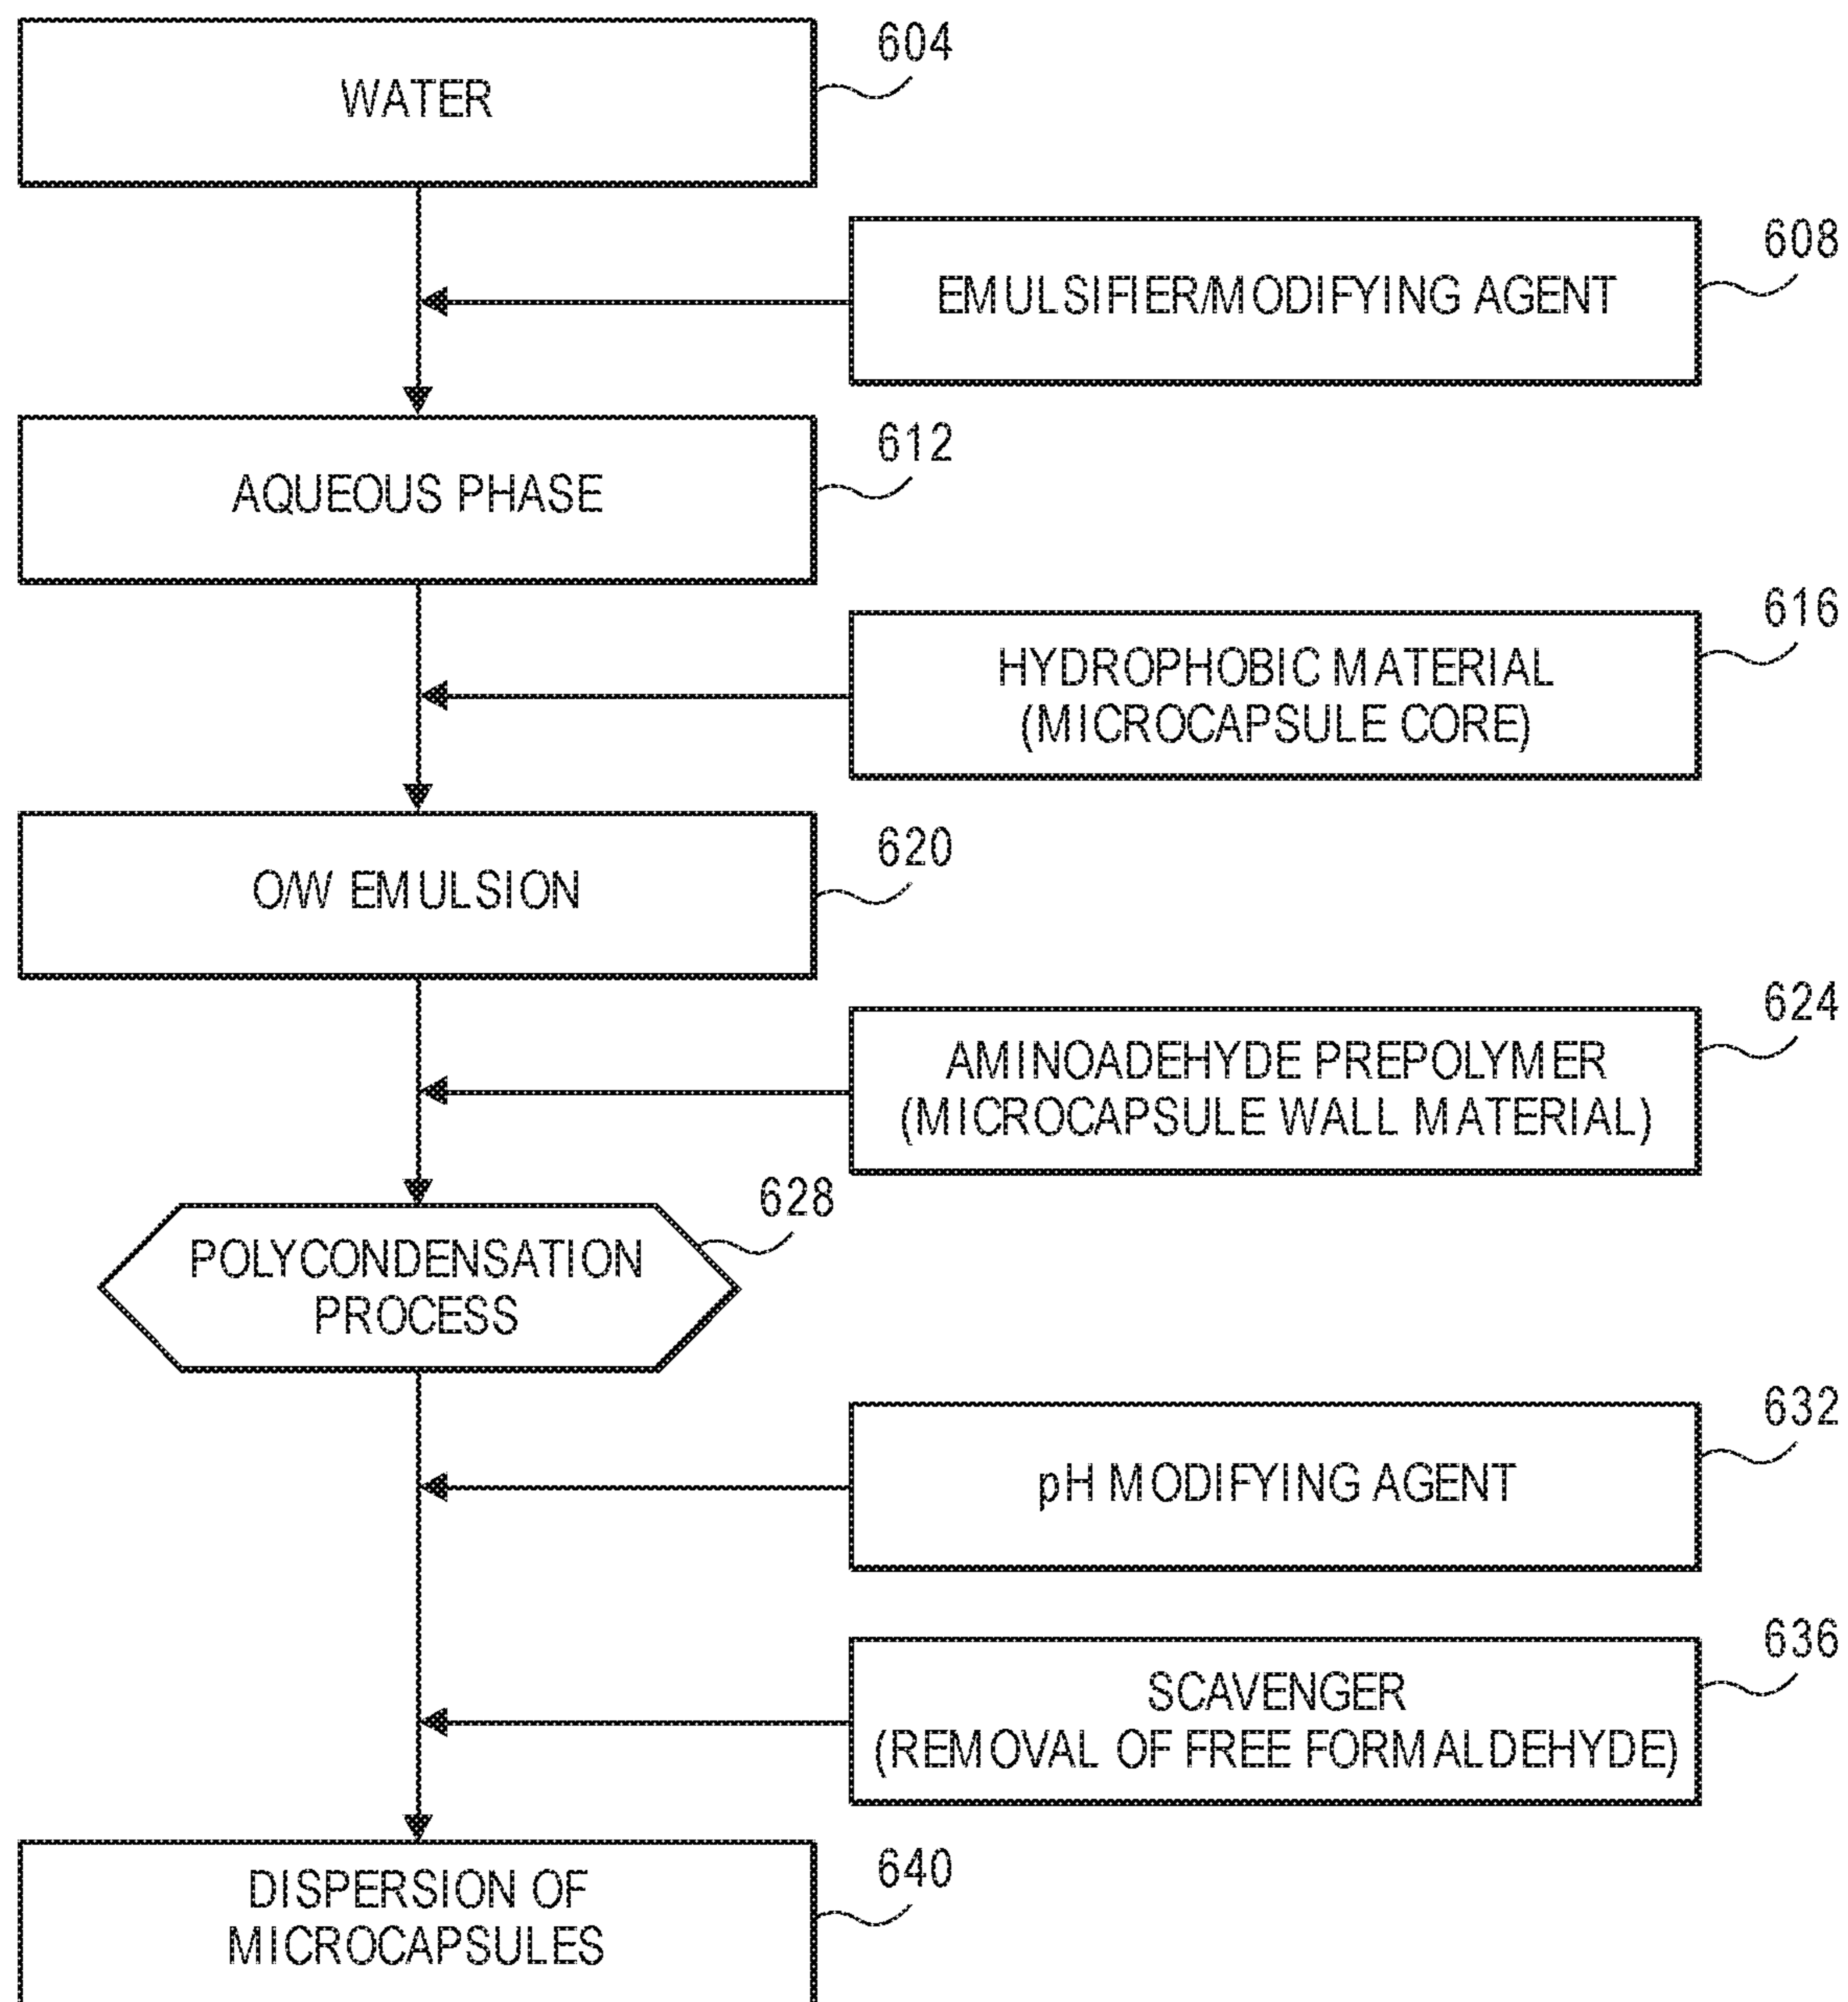 604
WATER
608
EMULSIFIER/MODIFYING AGENT
612
AQUEOUS PHASE
616
HYDROPHOBIC MATERIAL
(MICROCAPSULE CORE)
620
O/W EMULSION
624
AMINOADEHYDE PREPOLYMER
(MICROCAPSULE WALL MATERIAL)
628
POLYCONDENSATION
PROCESS
632
pH MODIFYING AGENT
636
SCAVENGER
(REMOVAL OF FREE FORMALDEHYDE)
640
DISPERSION OF
MICROCAPSULES